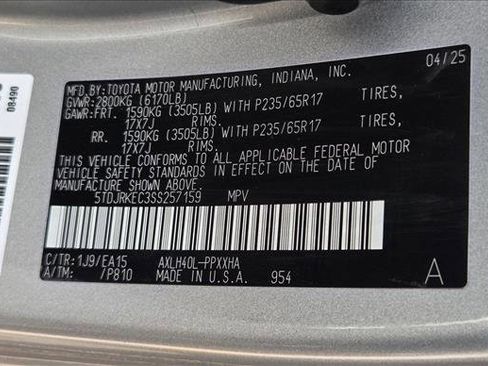 MFD.BY:TOYOTA MOTOR MANUFACTURING, INDIANA, INC. 04/25
GVWR:2800KG (6170LB)
GAWR:FRT. 1590KG (3505LB) WITH P235/65R17 TIRES,
17X7J RIMS.
RR. 1590KG (3505LB) WITH P235/65R17 TIRES,
17X7J RIMS.
THIS VEHICLE CONFORMS TO ALL APPLICABLE FEDERAL MOTOR
VEHICLE SAFETY STANDARDS IN EFFECT ON THE DATE OF
MANUFACTURE SHOWN ABOVE.
5TDJRKEC3SS257159 MPV
C/TR: 1J9/EA15 AXLH40L-PPXXHA
A/TM: /P810 MADE IN U.S.A. 954 A
08490